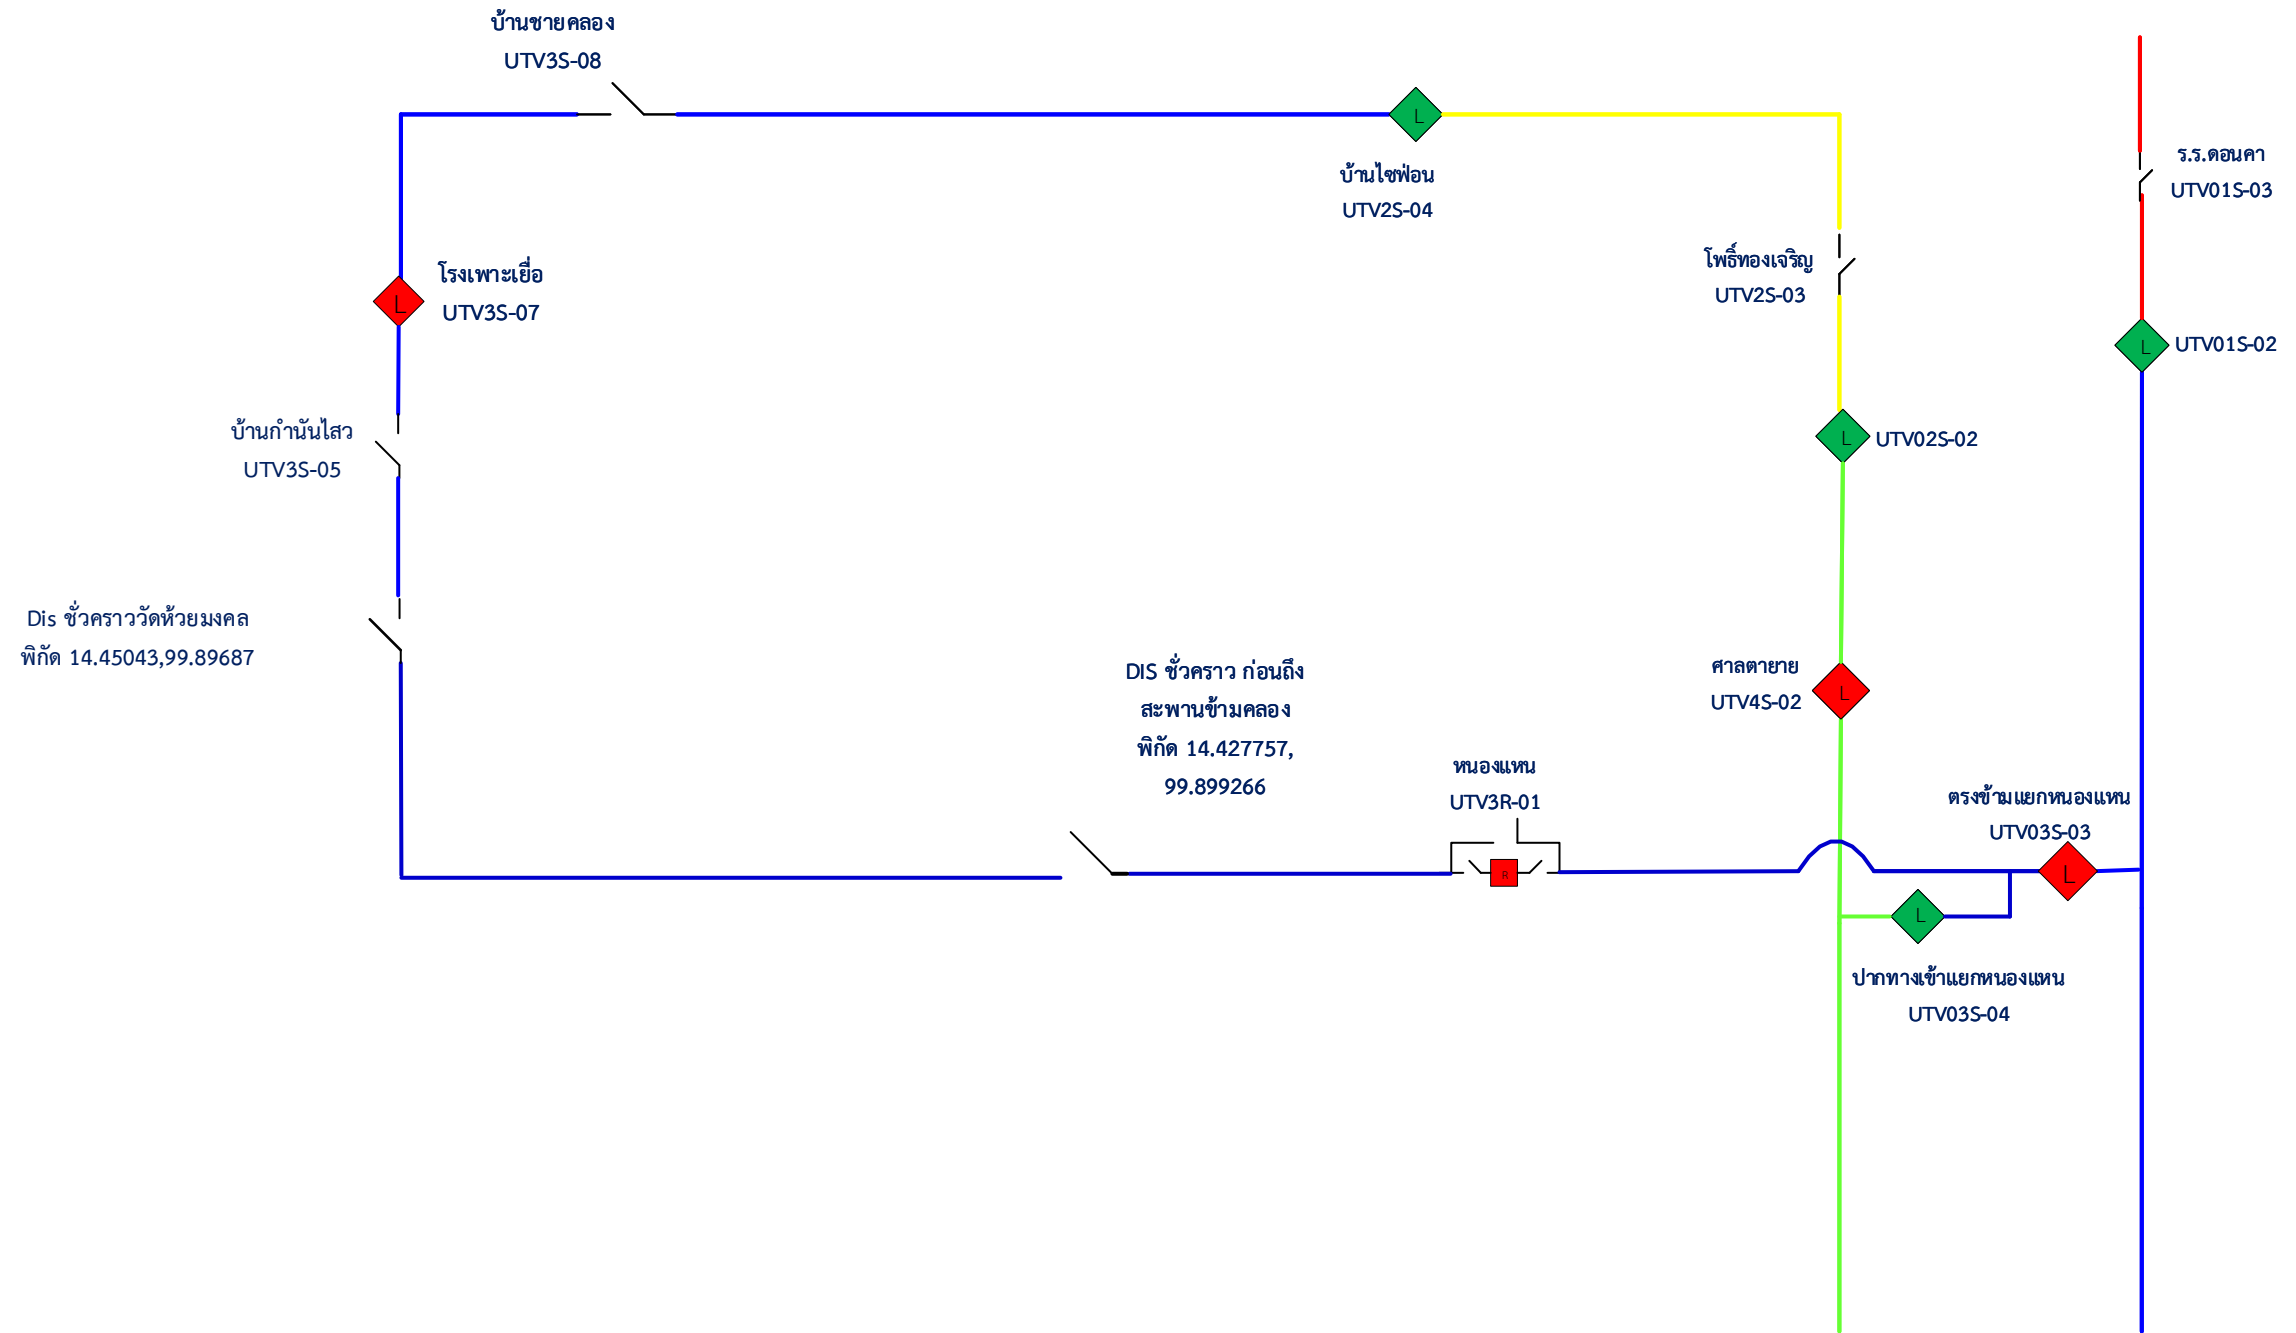 บ้านชายคลอง
UTV3S-08
L
บ้านไซฟ่อน
UTV2S-04
ร.ร.ดอนคา
UTV01S-03
โพธิ์ทองเจริญ
UTV2S-03
L
โรงเพาะเยื่อ
UTV3S-07
L
UTV01S-02
บ้านกำนันไสว
UTV3S-05
L
UTV02S-02
Dis ชั่วคราววัดห้วยมงคล
พิกัด 14.45043,99.89687
DIS ชั่วคราว ก่อนถึง
สะพานข้ามคลอง
พิกัด 14.427757,
99.899266
ศาลตายาย
UTV4S-02
L
หนองแหน
UTV3R-01
R
ตรงข้ามแยกหนองแหน
UTV03S-03
L
L
ปากทางเข้าแยกหนองแหน
UTV03S-04